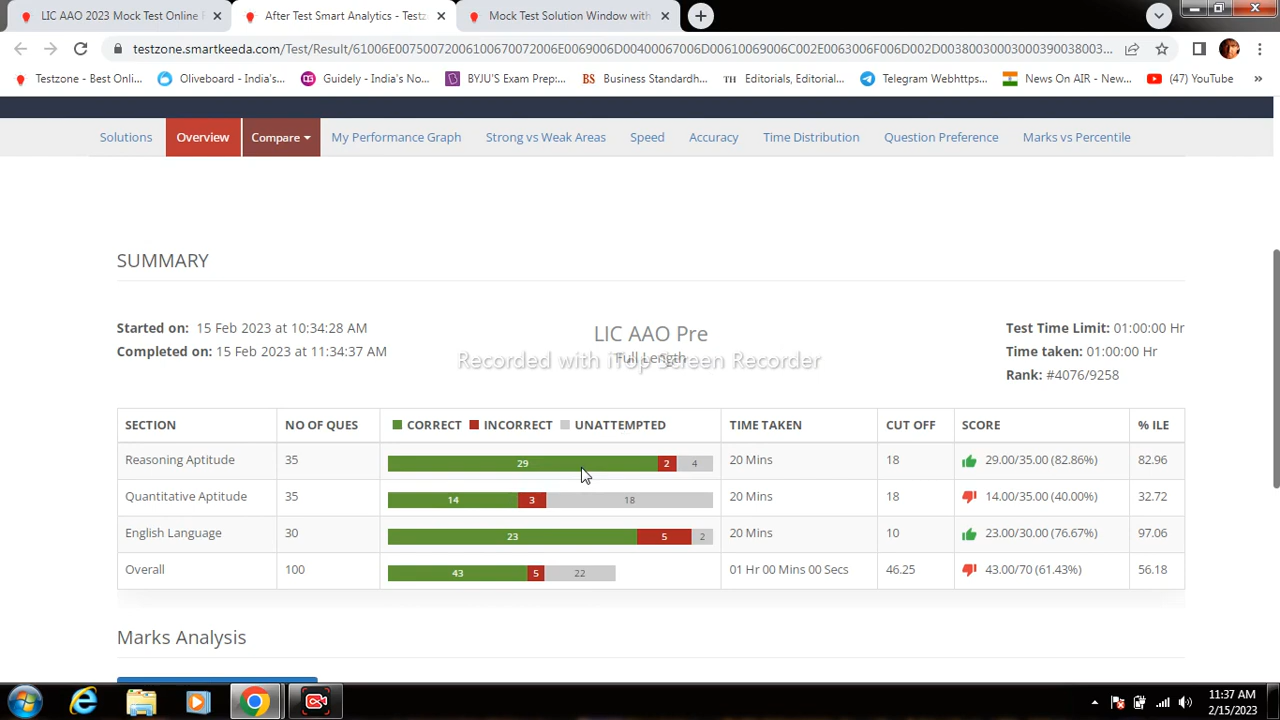 LIC AAO 2023 Mock Test Online
After Test Smart Analytics - Test
Mock Test Solution Window with
testzone.smartkeeda.com/Test/Result/61006E007500720061006700720 06E0069006D00400067006D00610069006C002E0063006F006D002D003800300030003900380003...
Testzone - Best Onli...
Oliveboard - India's...
Guidely - India's No...
BYJU'S Exam Prep:...
Business Standardh...
Editorials, Editorial...
Telegram Webhttps...
News On AIR - New...
(47) YouTube
»
Solutions
Overview
Compare
My Performance Graph
Strong vs Weak Areas
Speed
Accuracy
Time Distribution
Question Preference
Marks vs Percentile
SUMMARY
Started on: 15 Feb 2023 at 10:34:28 AM
Completed on: 15 Feb 2023 at 11:34:37 AM
LIC AAO Pre
Full Length
Recorded with iTop Screen Recorder
Test Time Limit: 01:00:00 Hr
Time taken: 01:00:00 Hr
Rank: #4076/9258
SECTION NO OF QUES CORRECT INCORRECT UNATTEMPTED TIME TAKEN CUT OFF SCORE % ILE
Reasoning Aptitude 35 29 2 4 20 Mins 18 29.00/35.00 (82.86%) 82.96
Quantitative Aptitude 35 14 3 18 20 Mins 18 14.00/35.00 (40.00%) 32.72
English Language 30 23 5 2 20 Mins 10 23.00/30.00 (76.67%) 97.06
Overall 100 43 5 22 01 Hr 00 Mins 00 Secs 46.25 43.00/70 (61.43%) 56.18
Marks Analysis
11:37 AM
2/15/2023